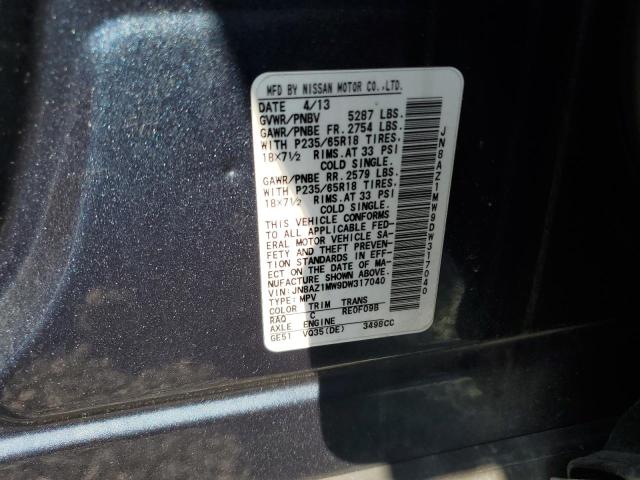 MFD BY NISSAN MOTOR CO.,LTD.
DATE 4/13
GVWR/PNBV 5287 LBS.
GAWR/PNBE FR. 2754 LBS.
WITH P235/65R18 TIRES.
18×7½ RIMS.AT 33 PSI
COLD SINGLE.
GAWR/PNBE RR. 2579 LBS.
WITH P235/65R18 TIRES.
18×7½ RIMS.AT 33 PSI
COLD SINGLE.
THIS VEHICLE CONFORMS
TO ALL APPLICABLE FED-
ERAL MOTOR VEHICLE SA-
FETY AND THEFT PREVEN-
TION STANDARDS IN EFF-
ECT ON THE DATE OF MA-
NUFACTURE SHOWN ABOVE.
VIN: JN8AZ1MW9DW317040
TYPE: MPV
COLOR TRIM TRANS
RAQ C RE0F09B
AXLE ENGINE
GE51 VQ35(DE) 3498CC
JN8AZ1MW9DW317040